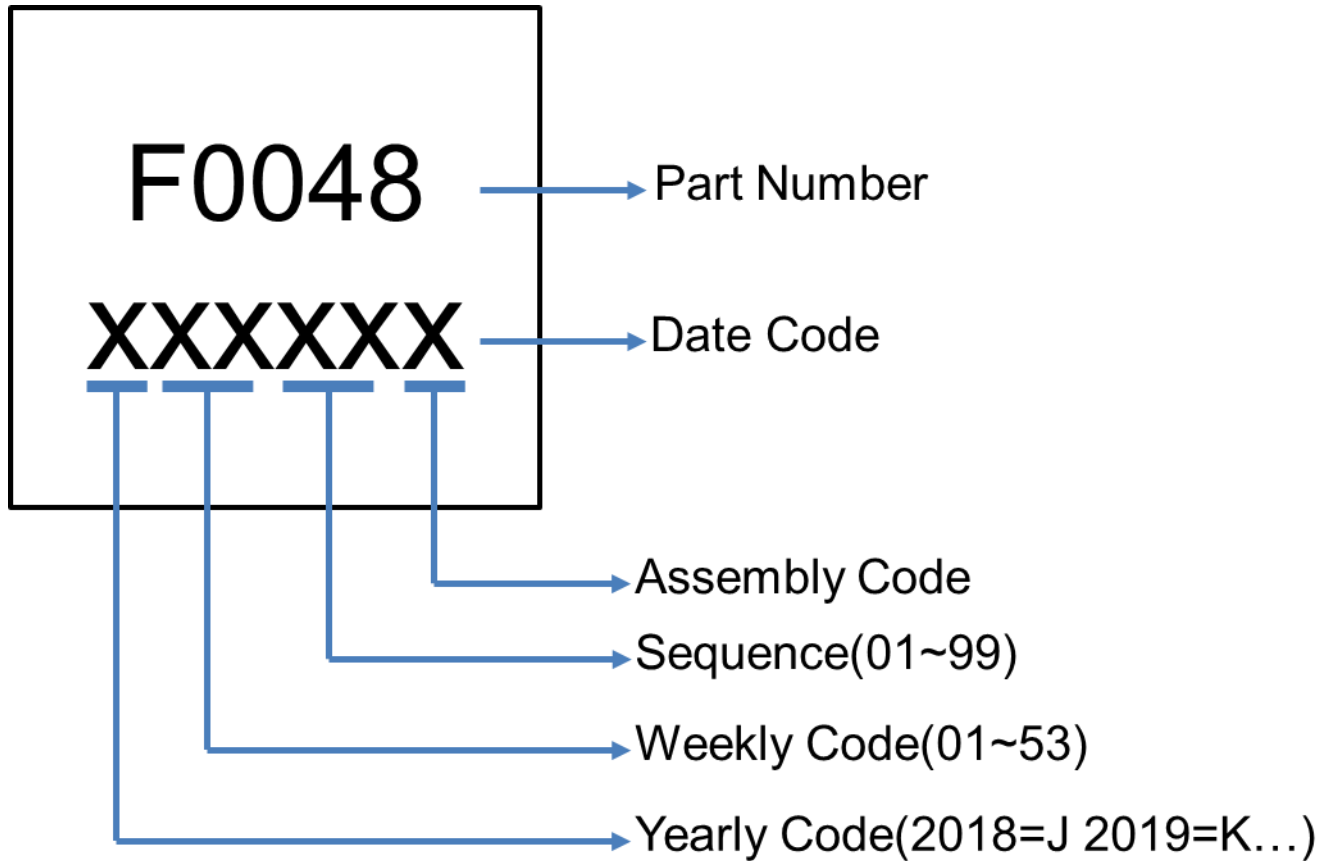 F0048
Part Number
XXXXXX
Date Code
Assembly Code
Sequence(01~99)
Weekly Code(01~53)
Yearly Code(2018=J 2019=K…)